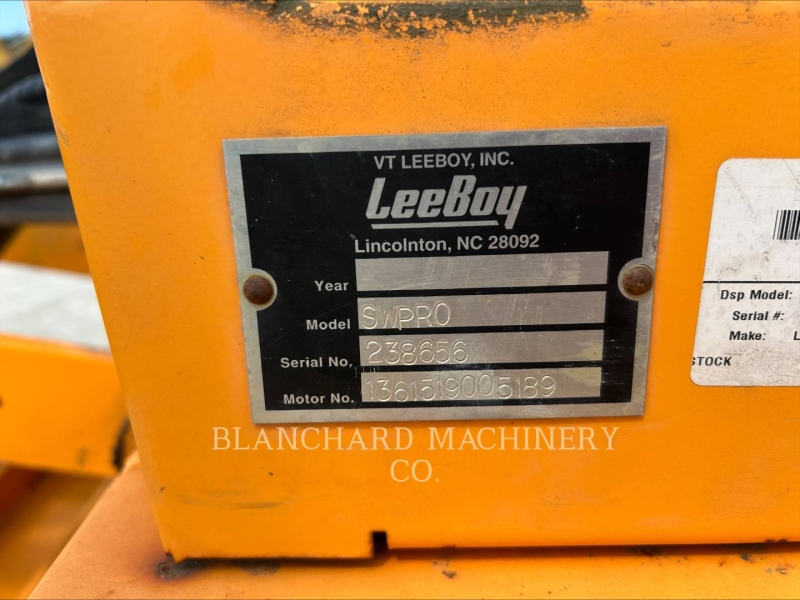 VT LEEBOY, INC.
LeeBoy
Lincolnton, NC 28092
Year
Model SWPRO
Serial No. 238656
Motor No. 1361519005189
Dsp Model:
Serial #:
Make: L
STOCK
BLANCHARD MACHINERY
CO.